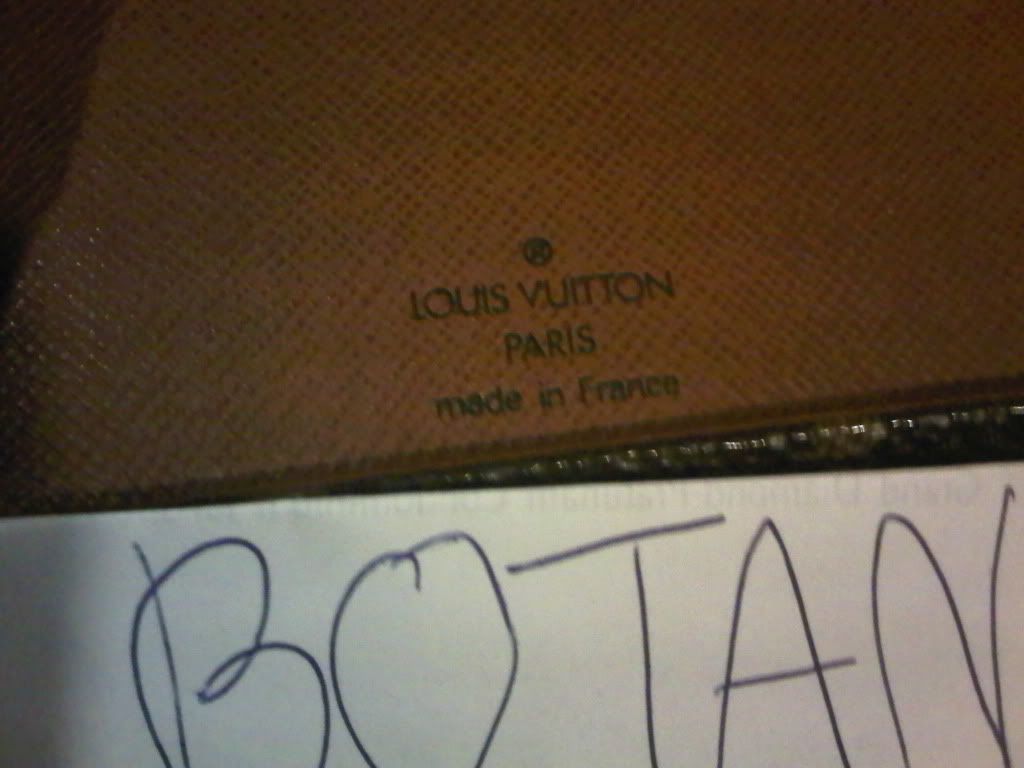 ®
LOUIS VUITTON
PARIS
made in France
BOTAN